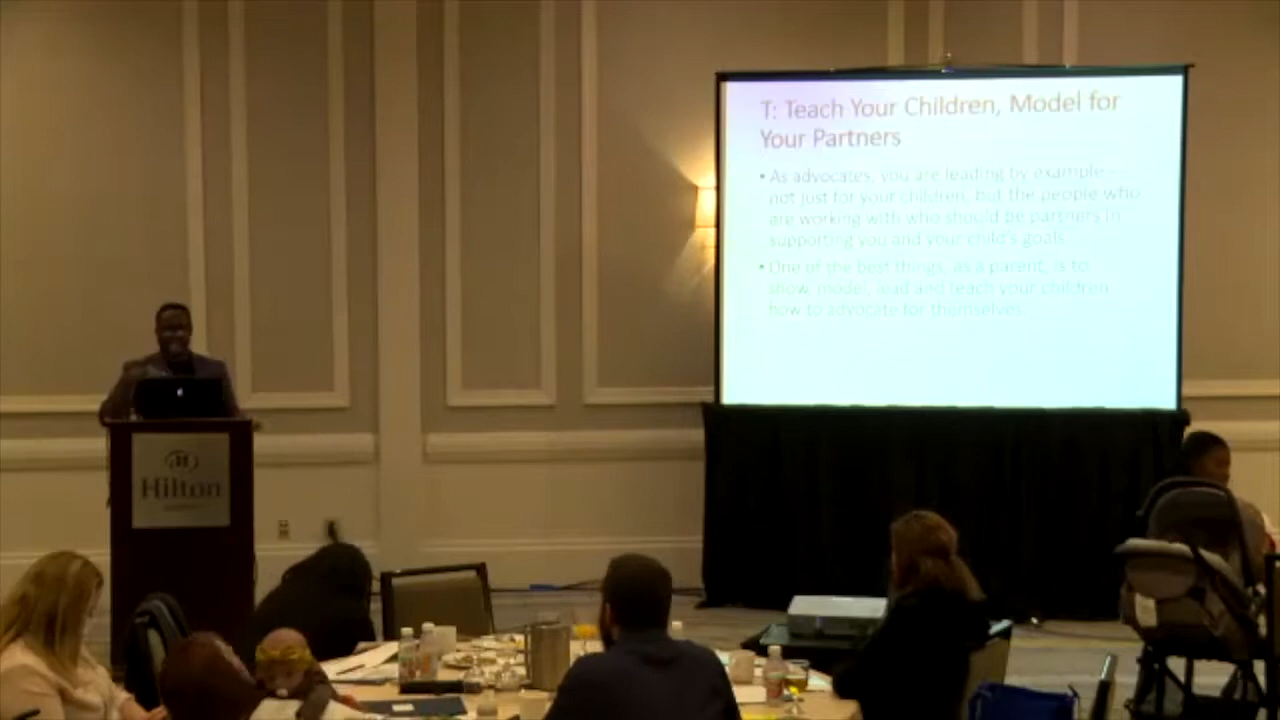 T: Teach Your Children, Model for
Your Partners
• As advocates, you are leading by example –
not just for your children, but the people who
are working with who should be partners in
supporting you and your child's goals.
• One of the best things, as a parent, is to
show, model, lead and teach your children
how to advocate for themselves.
Hilton